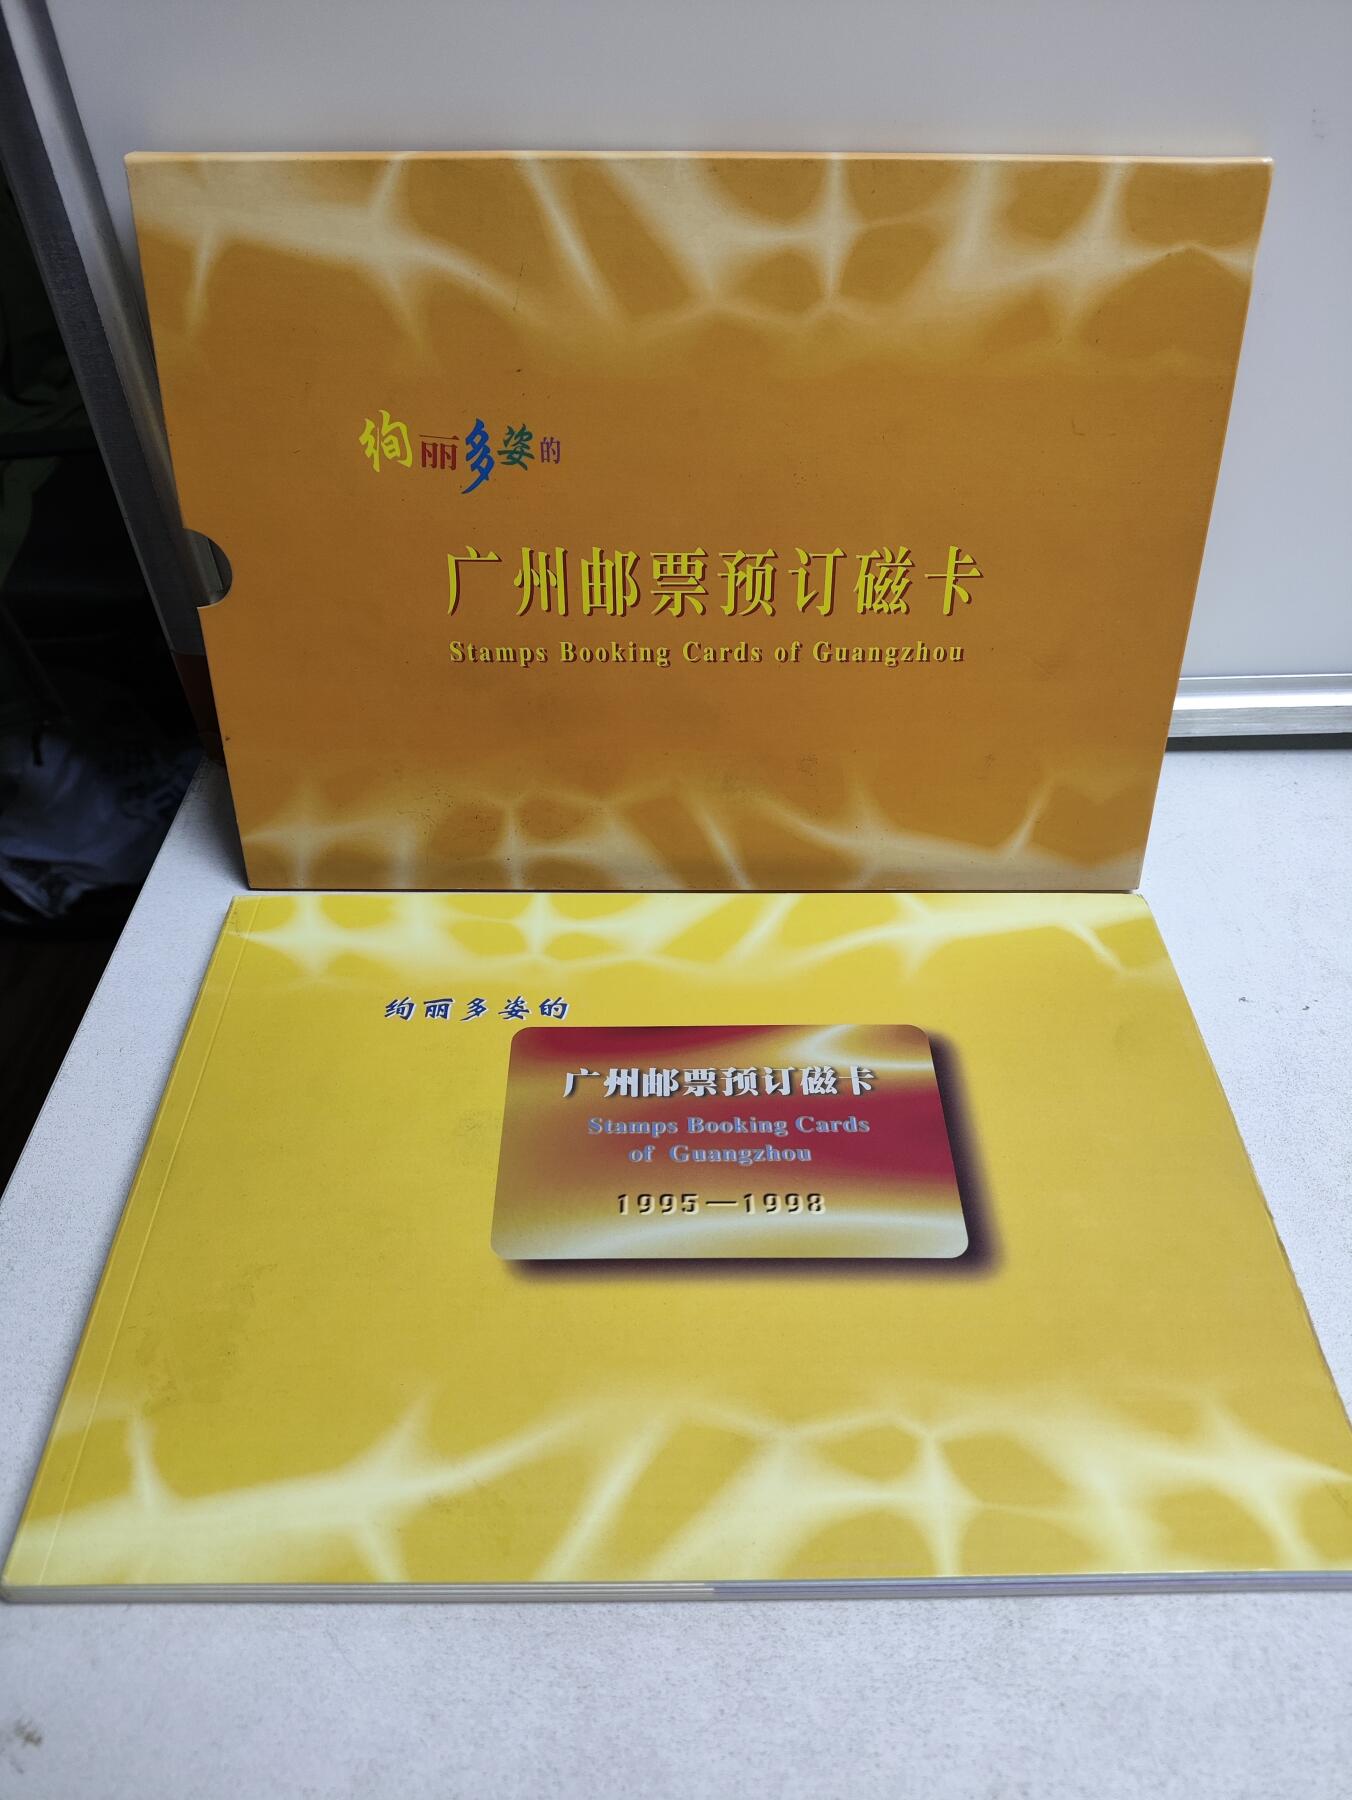 绚丽多姿的
广州邮票预订磁卡
Stamps Booking Cards of Guangzhou
绚丽多姿的
广州邮票预订磁卡
Stamps Booking Cards
of Guangzhou
1995—1998